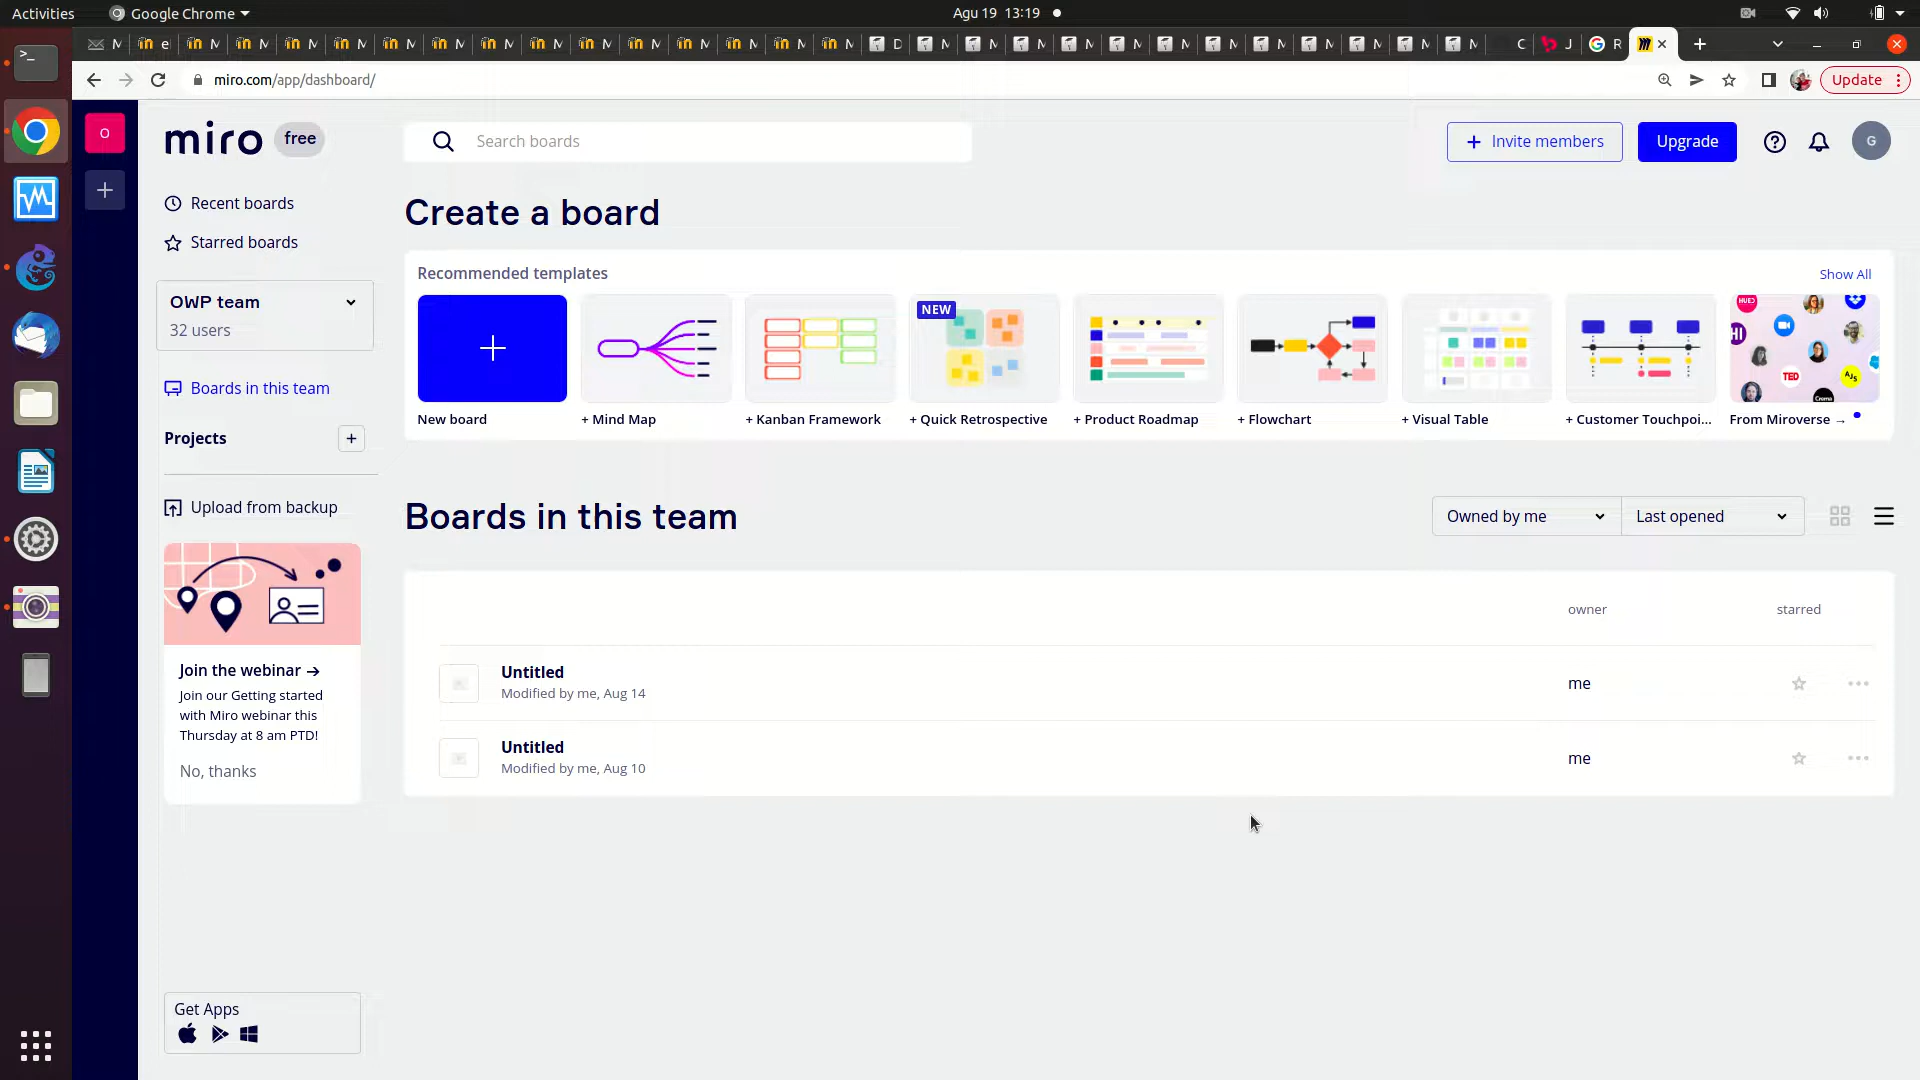 Activities
Google Chrome
Agu 19 13:19
miro.com/app/dashboard/
Update
O
miro
free
Search boards
Invite members
Upgrade
G
Recent boards
Starred boards
OWP team
32 users
Boards in this team
Projects
Upload from backup
Join the webinar →
Join our Getting started
with Miro webinar this
Thursday at 8 am PTD!
No, thanks
Get Apps
Create a board
Recommended templates
Show All
NEW
TED
New board
+ Mind Map
+ Kanban Framework
+ Quick Retrospective
+ Product Roadmap
+ Flowchart
+ Visual Table
+ Customer Touchpoi...
From Miroverse →
Boards in this team
Owned by me
Last opened
owner
starred
Untitled
Modified by me, Aug 14
me
Untitled
Modified by me, Aug 10
me